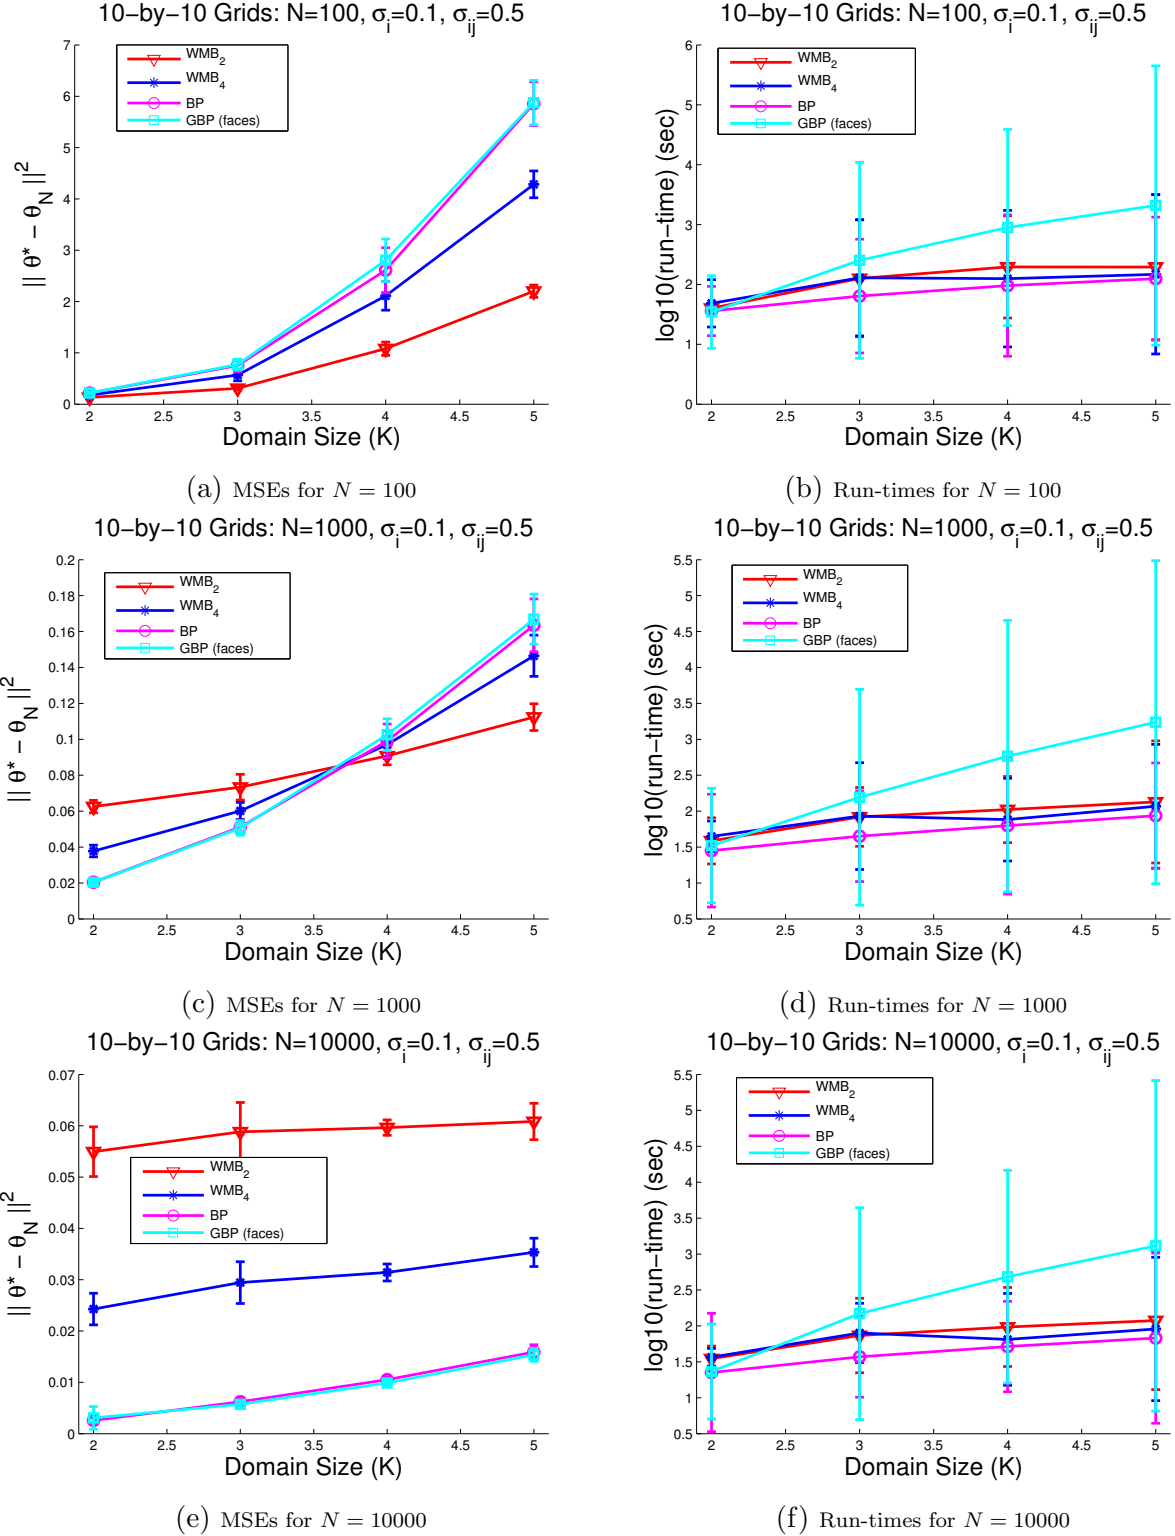 10−by−10 Grids: N=100, σi=0.1, σij=0.5
|| θ* − θN ||2
7
6
5
4
3
2
1
0
WMB2
WMB4
BP
GBP (faces)
2 2.5 3 3.5 4 4.5 5
Domain Size (K)
(a) MSEs for N = 100
10−by−10 Grids: N=100, σi=0.1, σij=0.5
log10(run−time) (sec)
6
5
4
3
2
1
0
WMB2
WMB4
BP
GBP (faces)
2 2.5 3 3.5 4 4.5 5
Domain Size (K)
(b) Run-times for N = 100
10−by−10 Grids: N=1000, σi=0.1, σij=0.5
|| θ* − θN ||2
0.2
0.18
0.16
0.14
0.12
0.1
0.08
0.06
0.04
0.02
0
WMB2
WMB4
BP
GBP (faces)
2 2.5 3 3.5 4 4.5 5
Domain Size (K)
(c) MSEs for N = 1000
10−by−10 Grids: N=1000, σi=0.1, σij=0.5
log10(run−time) (sec)
5.5
5
4.5
4
3.5
3
2.5
2
1.5
1
0.5
WMB2
WMB4
BP
GBP (faces)
2 2.5 3 3.5 4 4.5 5
Domain Size (K)
(d) Run-times for N = 1000
10−by−10 Grids: N=10000, σi=0.1, σij=0.5
|| θ* − θN ||2
0.07
0.06
0.05
0.04
0.03
0.02
0.01
0
WMB2
WMB4
BP
GBP (faces)
2 2.5 3 3.5 4 4.5 5
Domain Size (K)
(e) MSEs for N = 10000
10−by−10 Grids: N=10000, σi=0.1, σij=0.5
log10(run−time) (sec)
5.5
5
4.5
4
3.5
3
2.5
2
1.5
1
0.5
WMB2
WMB4
BP
GBP (faces)
2 2.5 3 3.5 4 4.5 5
Domain Size (K)
(f) Run-times for N = 10000